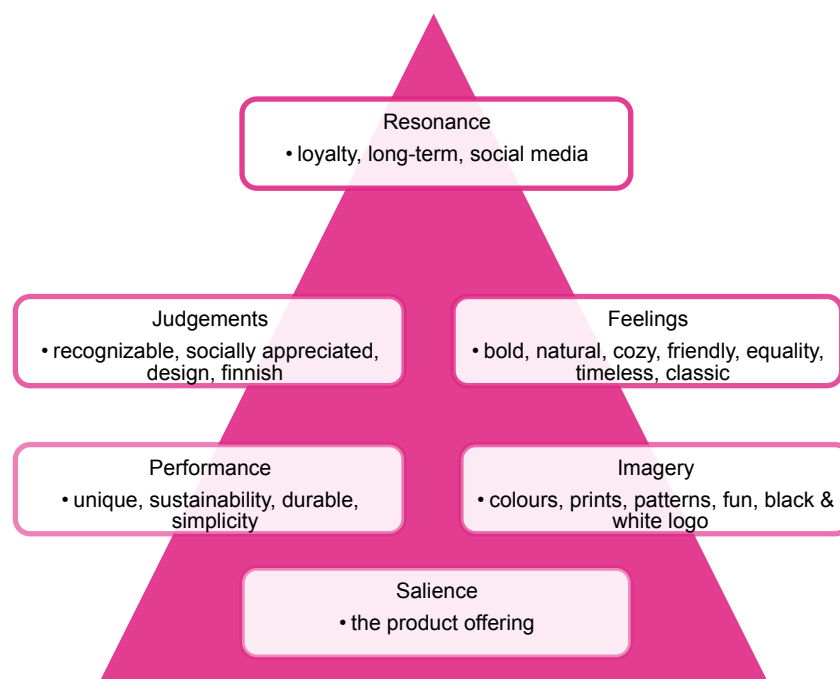 Resonance
• loyalty, long-term, social media
Judgements
• recognizable, socially appreciated,
design, finnish
Feelings
• bold, natural, cozy, friendly, equality,
timeless, classic
Performance
• unique, sustainability, durable,
simplicity
Imagery
• colours, prints, patterns, fun, black &
white logo
Salience
• the product offering